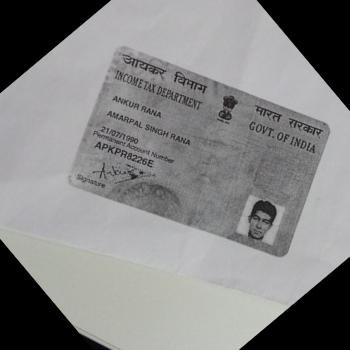 आयकर विभाग
INCOME TAX DEPARTMENT
भारत सरकार
GOVT. OF INDIA
ANKUR RANA
AMARPAL SINGH RANA
21/07/1990
Permanent Account Number
APKPR8226E
Signature